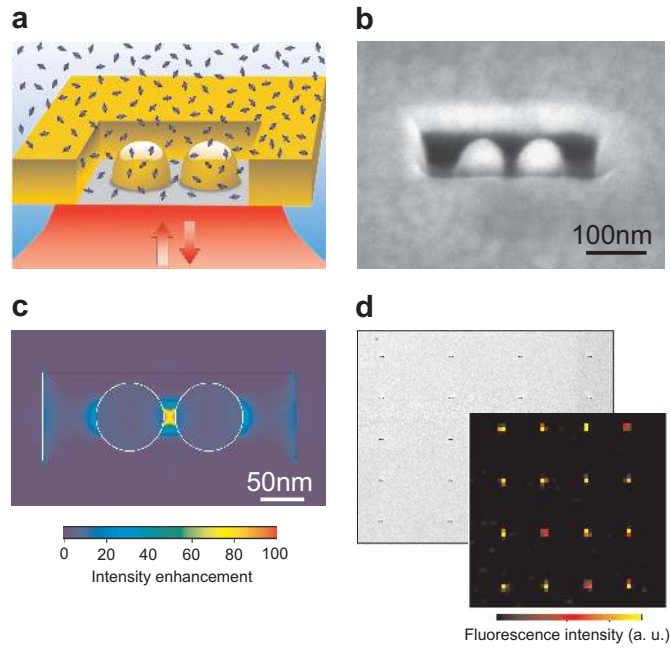 a
b
100nm
c
d
50nm
0 20 40 60 80 100
Intensity enhancement
Fluorescence intensity (a. u.)